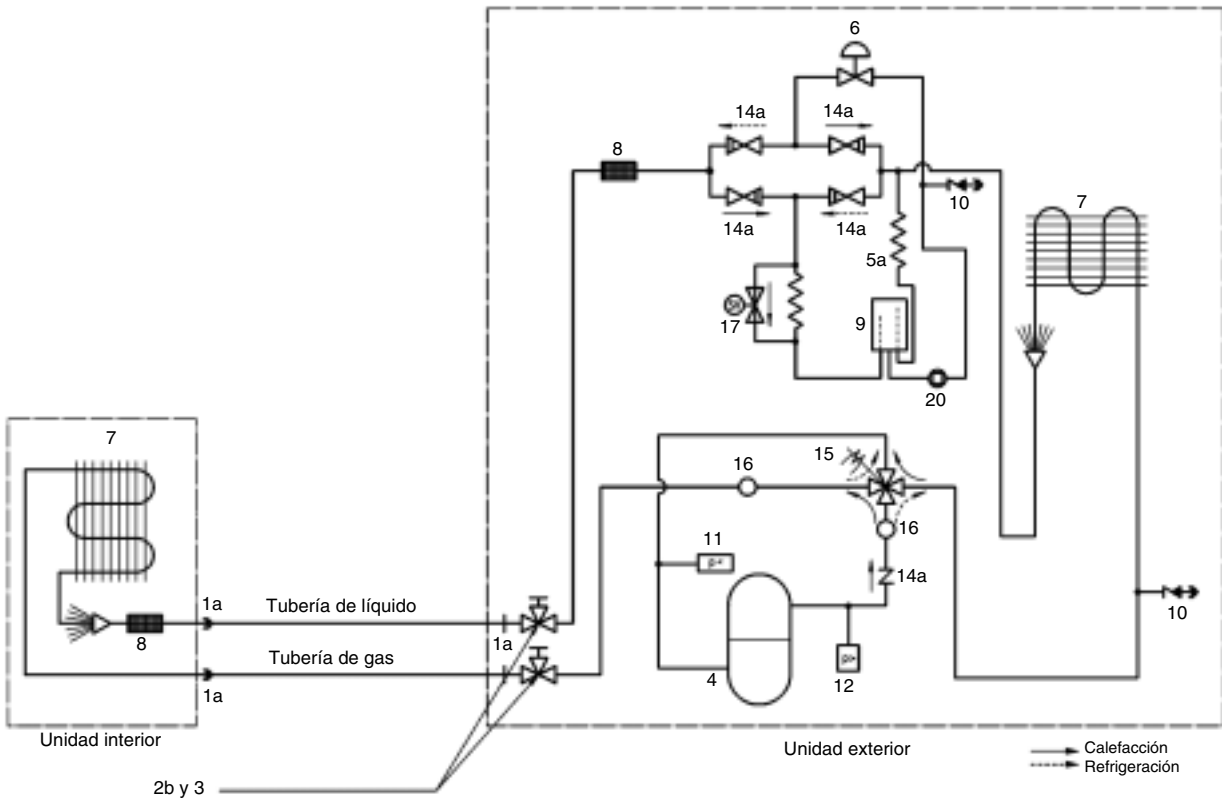 6
14a
14a
8
10
7
14a
14a
5a
17
9
20
7
15
16
16
11
14a
1a
Tubería de líquido
8
1a
10
Tubería de gas
1a
4
12
Unidad interior
Unidad exterior
Calefacción
Refrigeración
2b y 3